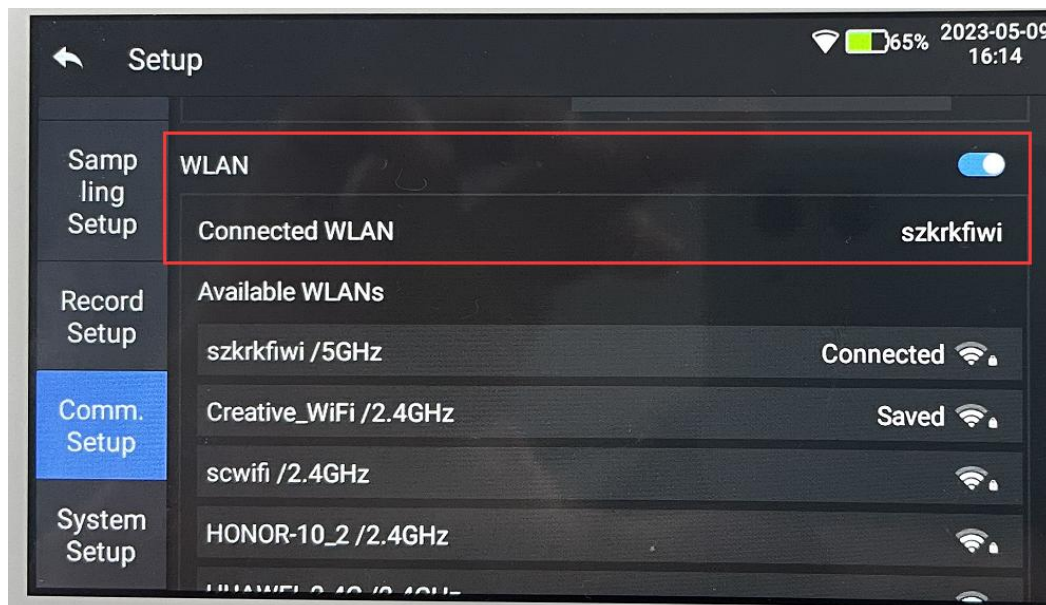 Setup
65%
2023-05-09
16:14
Samp
ling
Setup
WLAN
Connected WLAN
szkrkfiwi
Record
Setup
Available WLANs
szkrkfiwi /5GHz
Connected
Comm.
Setup
Creative_WiFi /2.4GHz
Saved
scwifi /2.4GHz
System
Setup
HONOR-10_2 /2.4GHz